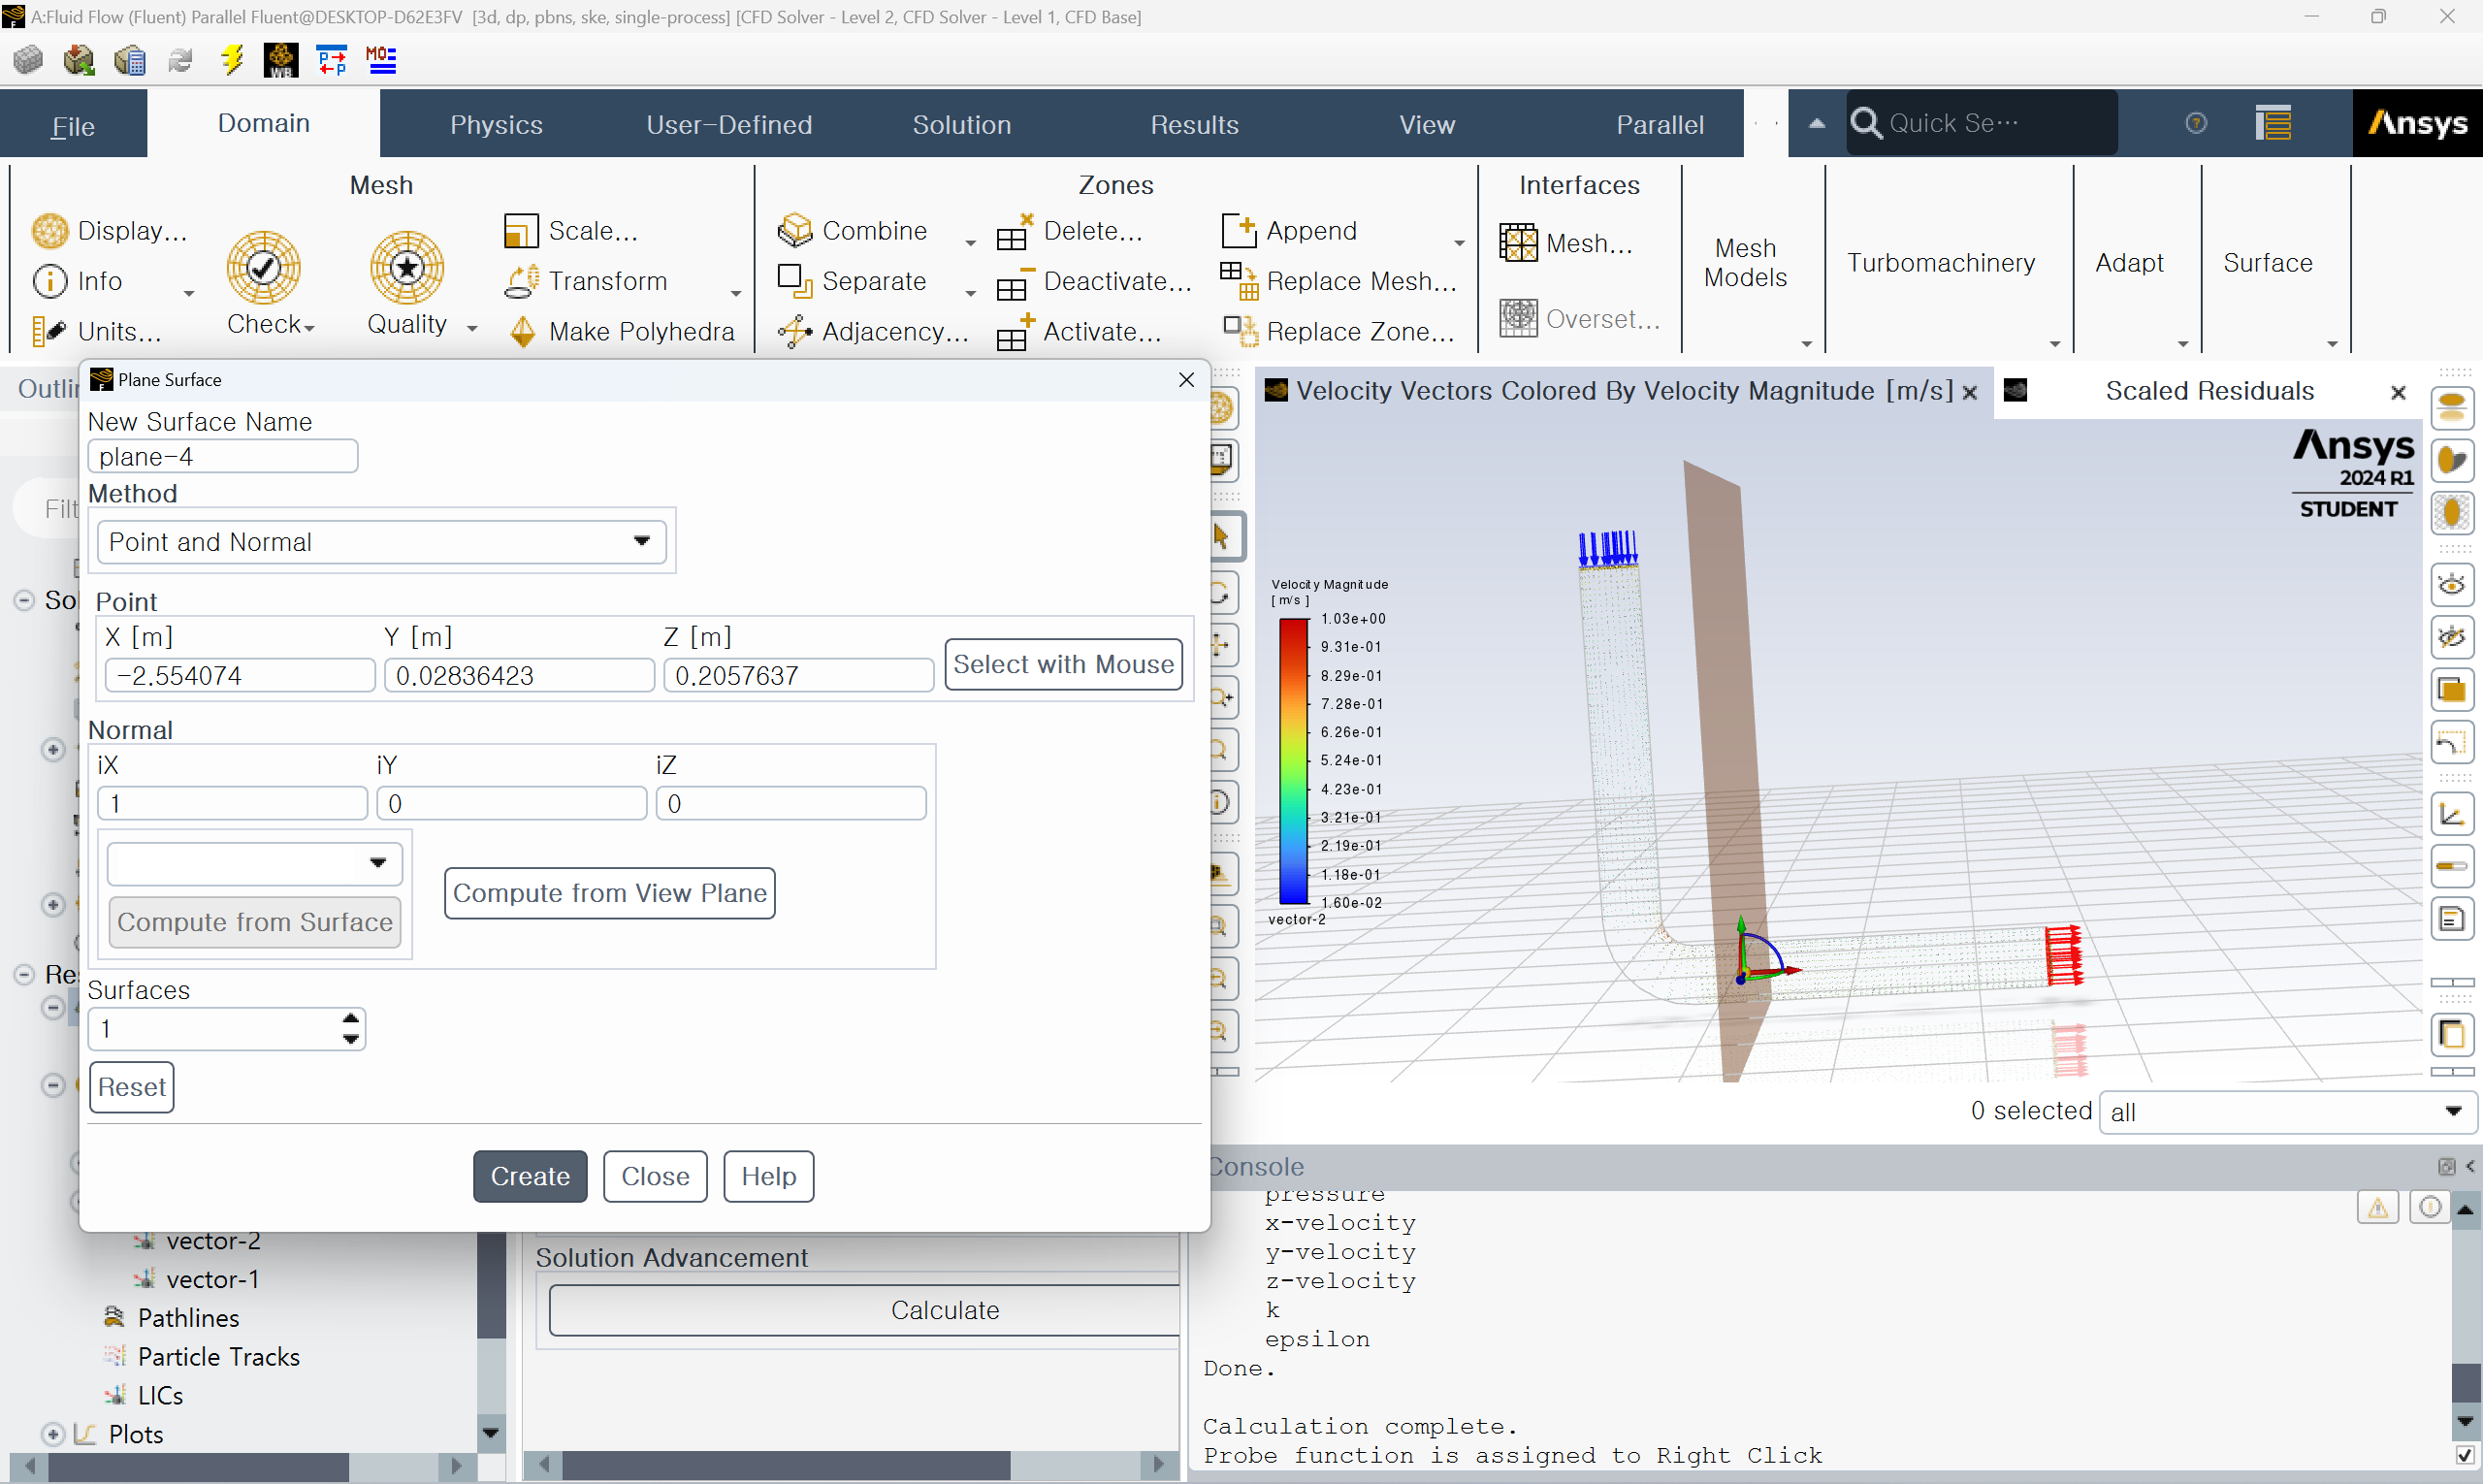 A:Fluid Flow (Fluent) Parallel Fluent@DESKTOP-D62E3FV [3d, dp, pbns, ske, single-process] [CFD Solver - Level 2, CFD Solver - Level 1, CFD Base]
File
Domain
Physics
User-Defined
Solution
Results
View
Parallel
Quick Se...
Ansys
Mesh
Display...
Info
Units...
Check
Quality
Scale...
Transform
Make Polyhedra
Zones
Combine
Separate
Adjacency...
Delete...
Deactivate...
Activate...
Append
Replace Mesh...
Replace Zone...
Interfaces
Mesh...
Overset...
Mesh
Models
Turbomachinery
Adapt
Surface
Plane Surface
New Surface Name
plane-4
Method
Point and Normal
Point
X [m]
Y [m]
Z [m]
-2.554074
0.02836423
0.2057637
Select with Mouse
Normal
iX
iY
iZ
1
0
0
Compute from Surface
Compute from View Plane
Surfaces
1
Reset
Create
Close
Help
vector-2
vector-1
Pathlines
Particle Tracks
LICs
Plots
Solution Advancement
Calculate
Velocity Vectors Colored By Velocity Magnitude [m/s]
Scaled Residuals
Ansys
2024 R1
STUDENT
Velocity Magnitude
[ m/s ]
1.03e+00
9.31e-01
8.29e-01
7.28e-01
6.26e-01
5.24e-01
4.23e-01
3.21e-01
2.19e-01
1.18e-01
1.60e-02
vector-2
0 selected
all
Console
pressure
x-velocity
y-velocity
z-velocity
k
epsilon
Done.
Calculation complete.
Probe function is assigned to Right Click